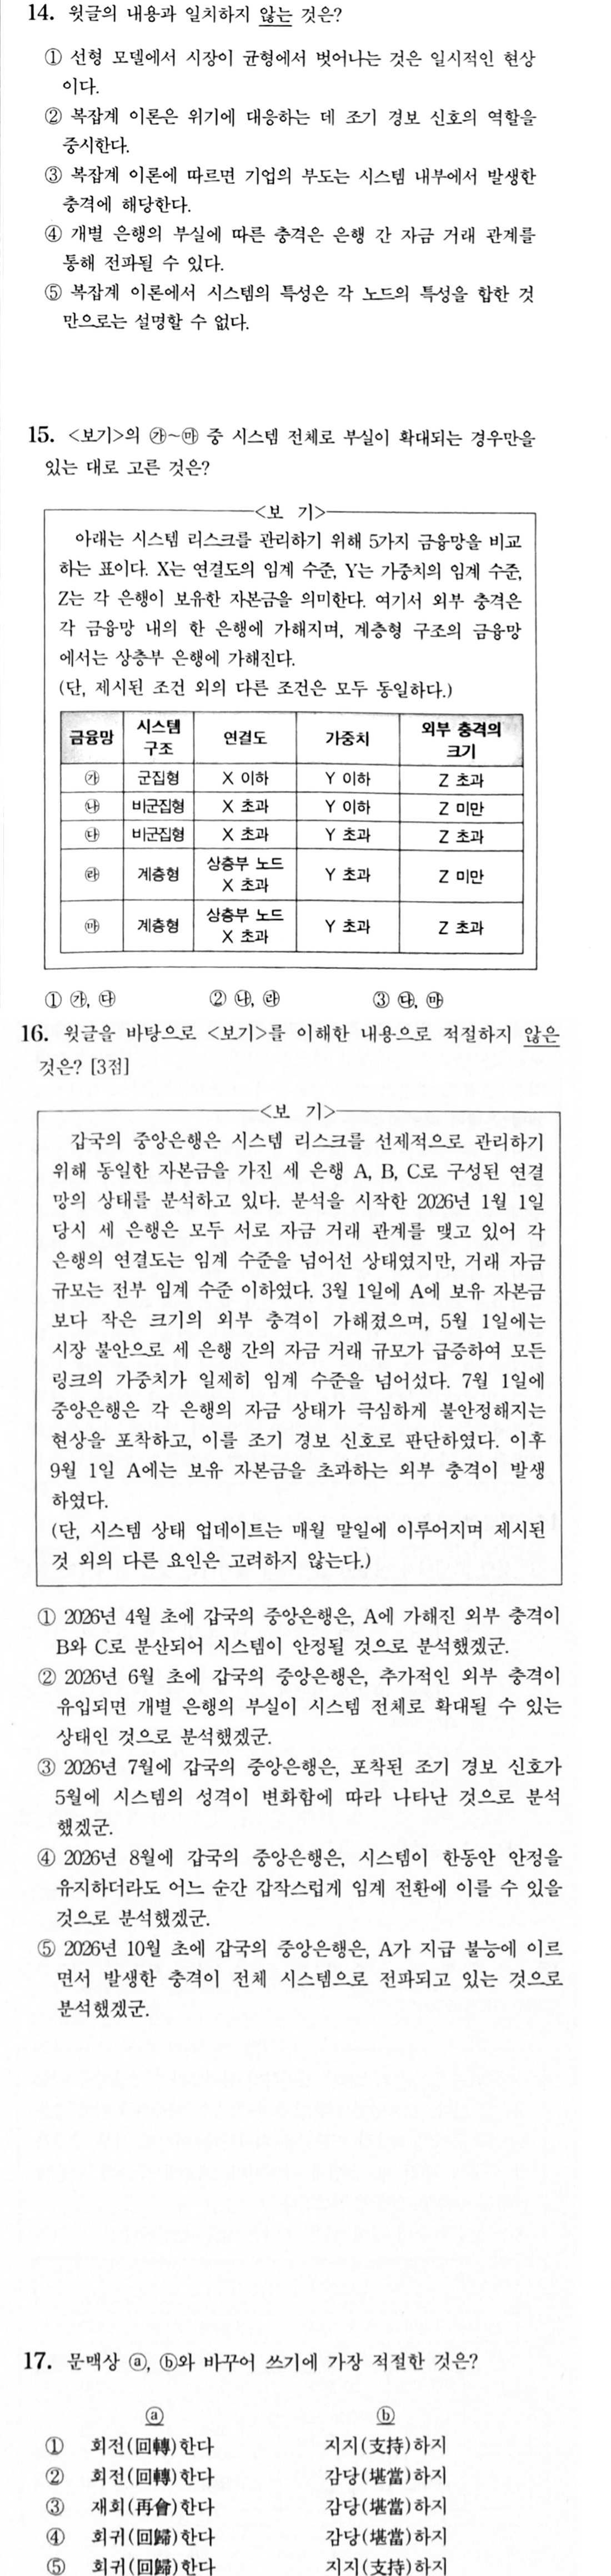 14. 윗글의 내용과 일치하지 않는 것은?
① 선형 모델에서 시장이 균형에서 벗어나는 것은 일시적인 현상
이다.
② 복잡계 이론은 위기에 대응하는 데 조기 경보 신호의 역할을
중시한다.
③ 복잡계 이론에 따르면 기업의 부도는 시스템 내부에서 발생한
충격에 해당한다.
④ 개별 은행의 부실에 따른 충격은 은행 간 자금 거래 관계를
통해 전파될 수 있다.
⑤ 복잡계 이론에서 시스템의 특성은 각 노드의 특성을 합한 것
만으로는 설명할 수 없다.
15. <보기>의 ㉮~㉲ 중 시스템 전체로 부실이 확대되는 경우만을
있는 대로 고른 것은?
<보 기>
아래는 시스템 리스크를 관리하기 위해 5가지 금융망을 비교
하는 표이다. X는 연결도의 임계 수준, Y는 가중치의 임계 수준,
Z는 각 은행이 보유한 자본금을 의미한다. 여기서 외부 충격은
각 금융망 내의 한 은행에 가해지며, 계층형 구조의 금융망
에서는 상층부 은행에 가해진다.
(단, 제시된 조건 외의 다른 조건은 모두 동일하다.)
금융망 시스템 구조 연결도 가중치 외부 충격의 크기
㉮ 군집형 X 이하 Y 이하 Z 초과
㉯ 비군집형 X 초과 Y 이하 Z 미만
㉰ 비군집형 X 초과 Y 초과 Z 초과
㉱ 계층형 상층부 노드 X 초과 Y 초과 Z 미만
㉲ 계층형 상층부 노드 X 초과 Y 초과 Z 초과
① ㉮, ㉰ ② ㉯, ㉱ ③ ㉰, ㉲
16. 윗글을 바탕으로 <보기>를 이해한 내용으로 적절하지 않은
것은? [3점]
<보 기>
갑국의 중앙은행은 시스템 리스크를 선제적으로 관리하기
위해 동일한 자본금을 가진 세 은행 A, B, C로 구성된 연결
망의 상태를 분석하고 있다. 분석을 시작한 2026년 1월 1일
당시 세 은행은 모두 서로 자금 거래 관계를 맺고 있어 각
은행의 연결도는 임계 수준을 넘어선 상태였지만, 거래 자금
규모는 전부 임계 수준 이하였다. 3월 1일에 A에 보유 자본금
보다 작은 크기의 외부 충격이 가해졌으며, 5월 1일에는
시장 불안으로 세 은행 간의 자금 거래 규모가 급증하여 모든
링크의 가중치가 일제히 임계 수준을 넘어섰다. 7월 1일에
중앙은행은 각 은행의 자금 상태가 극심하게 불안정해지는
현상을 포착하고, 이를 조기 경보 신호로 판단하였다. 이후
9월 1일 A에는 보유 자본금을 초과하는 외부 충격이 발생
하였다.
(단, 시스템 상태 업데이트는 매월 말일에 이루어지며 제시된
것 외의 다른 요인은 고려하지 않는다.)
① 2026년 4월 초에 갑국의 중앙은행은, A에 가해진 외부 충격이
B와 C로 분산되어 시스템이 안정될 것으로 분석했겠군.
② 2026년 6월 초에 갑국의 중앙은행은, 추가적인 외부 충격이
유입되면 개별 은행의 부실이 시스템 전체로 확대될 수 있는
상태인 것으로 분석했겠군.
③ 2026년 7월에 갑국의 중앙은행은, 포착된 조기 경보 신호가
5월에 시스템의 성격이 변화함에 따라 나타난 것으로 분석
했겠군.
④ 2026년 8월에 갑국의 중앙은행은, 시스템이 한동안 안정을
유지하더라도 어느 순간 갑작스럽게 임계 전환에 이를 수 있을
것으로 분석했겠군.
⑤ 2026년 10월 초에 갑국의 중앙은행은, A가 지급 불능에 이르
면서 발생한 충격이 전체 시스템으로 전파되고 있는 것으로
분석했겠군.
17. 문맥상 ⓐ, ⓑ와 바꾸어 쓰기에 가장 적절한 것은?
ⓐ ⓑ
① 회전(回轉)한다 지지(支持)하지
② 회전(回轉)한다 감당(堪當)하지
③ 재회(再會)한다 감당(堪當)하지
④ 회귀(回歸)한다 감당(堪當)하지
⑤ 회귀(回歸)한다 지지(支持)하지